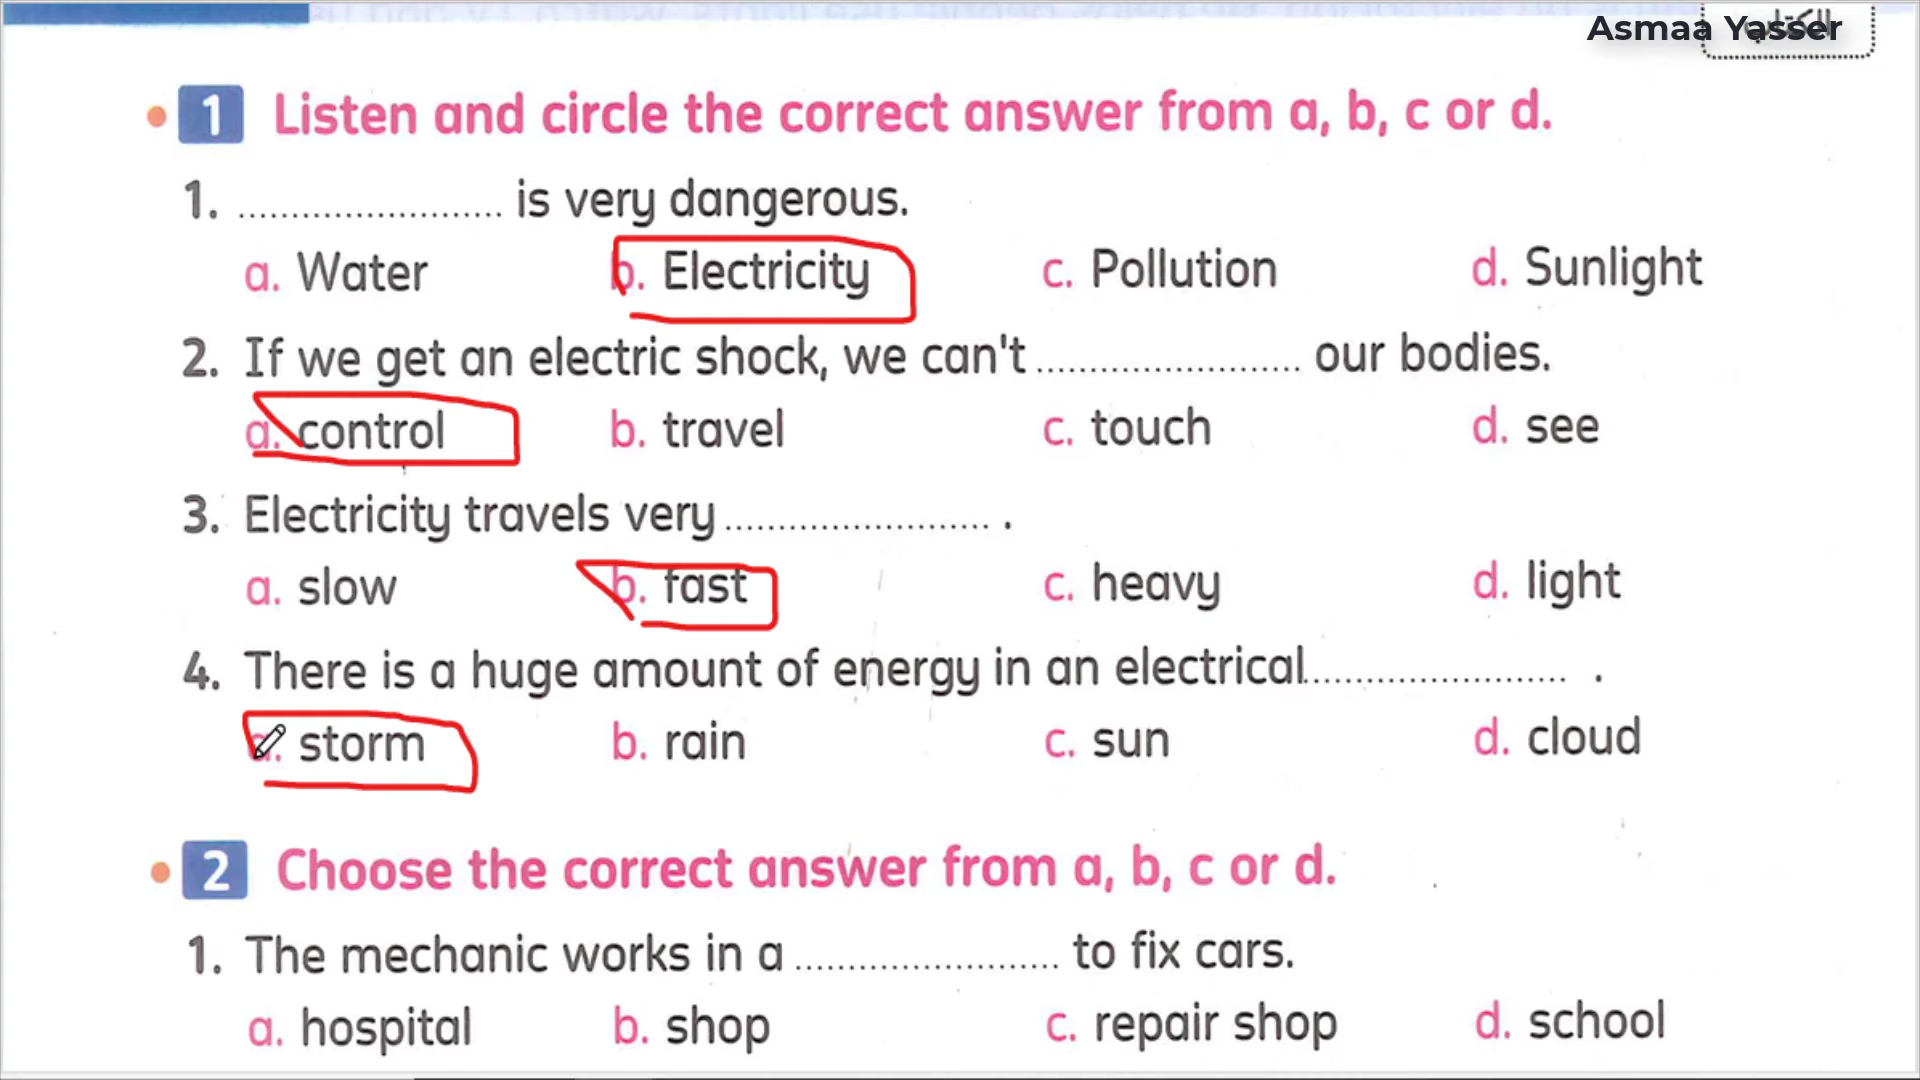 Asmaa Yasser
1 Listen and circle the correct answer from a, b, c or d.
1. ........................ is very dangerous.
a. Water b. Electricity c. Pollution d. Sunlight
2. If we get an electric shock, we can't ........................ our bodies.
a. control b. travel c. touch d. see
3. Electricity travels very ........................ .
a. slow b. fast c. heavy d. light
4. There is a huge amount of energy in an electrical ........................ .
a. storm b. rain c. sun d. cloud
2 Choose the correct answer from a, b, c or d.
1. The mechanic works in a ........................ to fix cars.
a. hospital b. shop c. repair shop d. school